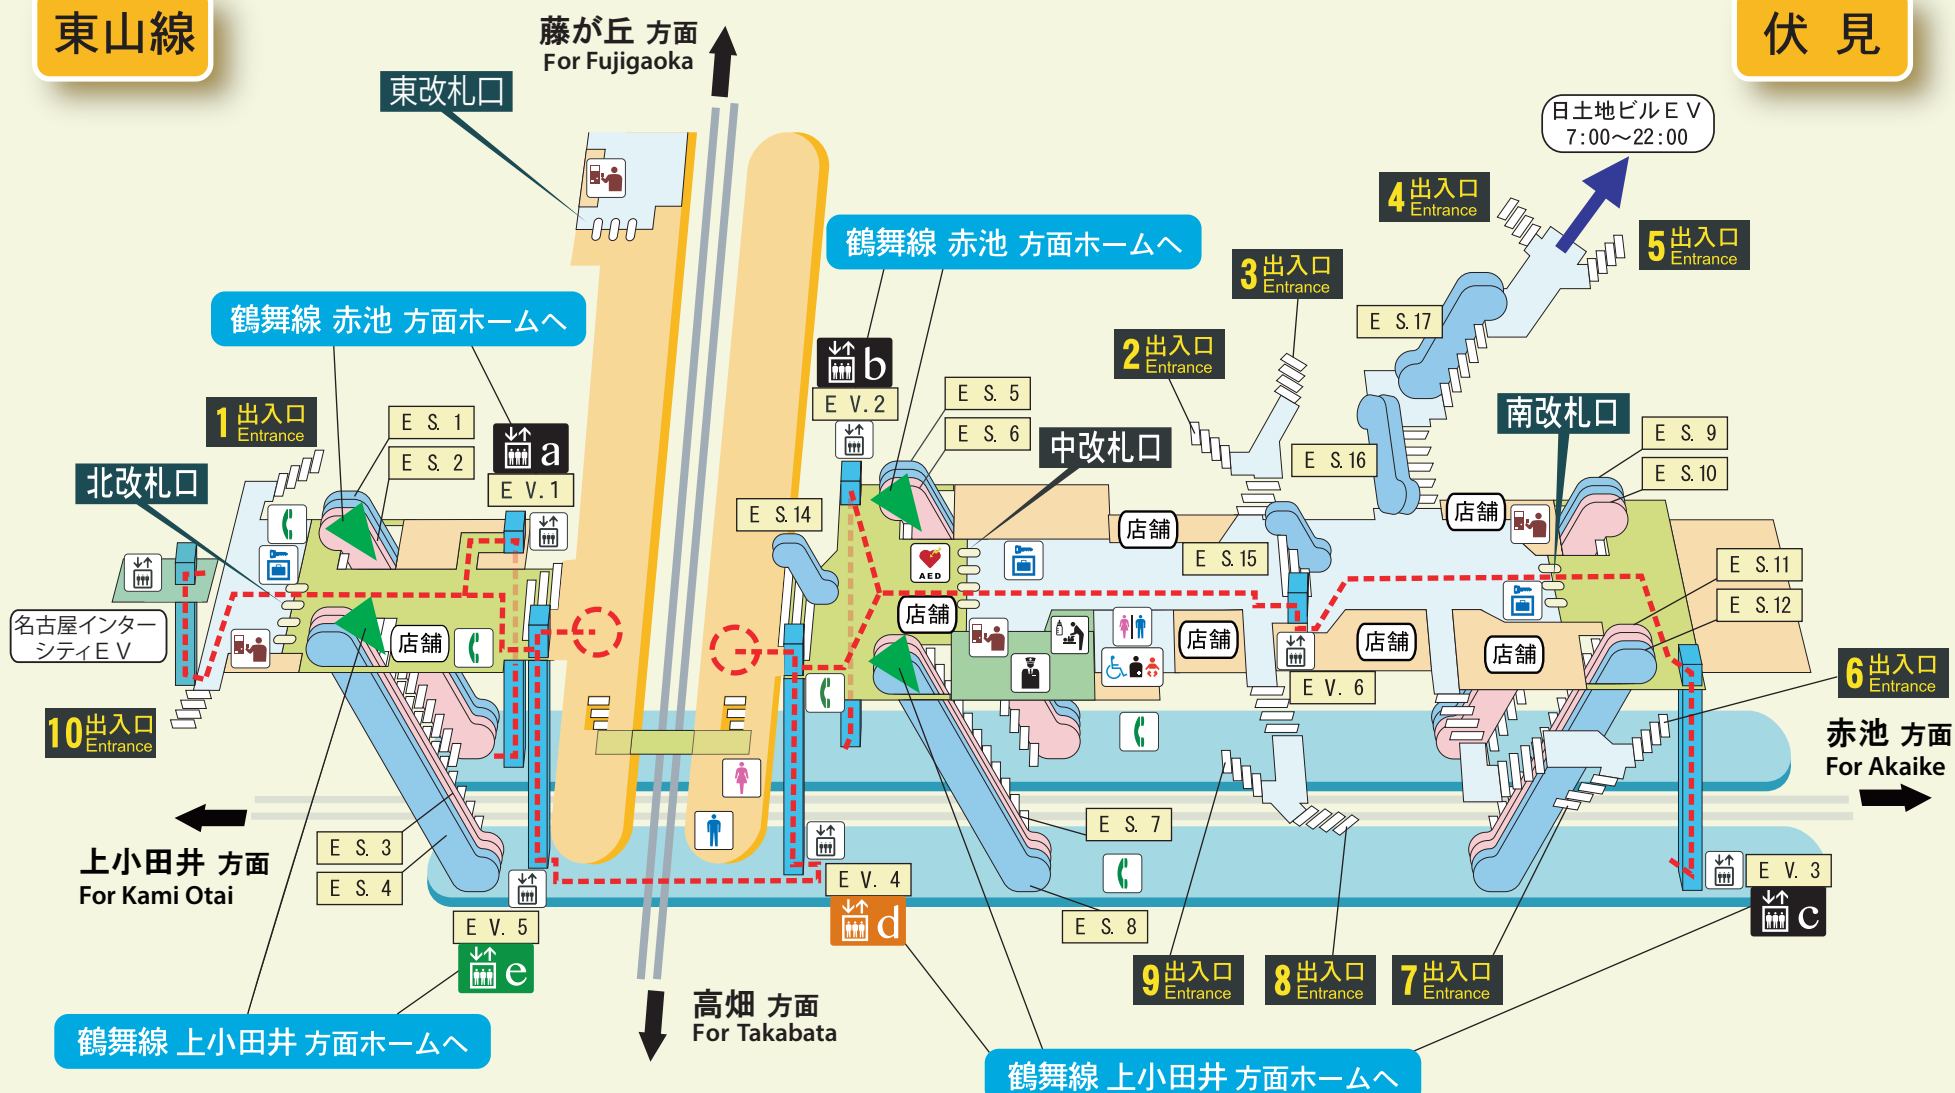 東山線
伏見
藤が丘 方面
For Fujigaoka
東改札口
日土地ビルEV
7:00～22:00
4 出入口
Entrance
5 出入口
Entrance
鶴舞線 赤池 方面ホームへ
3 出入口
Entrance
鶴舞線 赤池 方面ホームへ
E S.17
2 出入口
Entrance
b
E V.2
E S. 5
E S. 6
1 出入口
Entrance
E S. 1
E S. 2
a
E V.1
北改札口
中改札口
南改札口
E S. 9
E S.10
E S.16
E S.14
店舗
店舗
E S.15
AED
E S.11
E S.12
店舗
名古屋インター
シティEV
店舗
店舗
店舗
店舗
E V. 6
6 出入口
Entrance
10 出入口
Entrance
赤池 方面
For Akaike
上小田井 方面
For Kami Otai
E S. 3
E S. 4
E S. 7
E S. 8
E V. 4
d
E V. 3
c
E V. 5
e
9 出入口
Entrance
8 出入口
Entrance
7 出入口
Entrance
高畑 方面
For Takabata
鶴舞線 上小田井 方面ホームへ
鶴舞線 上小田井 方面ホームへ